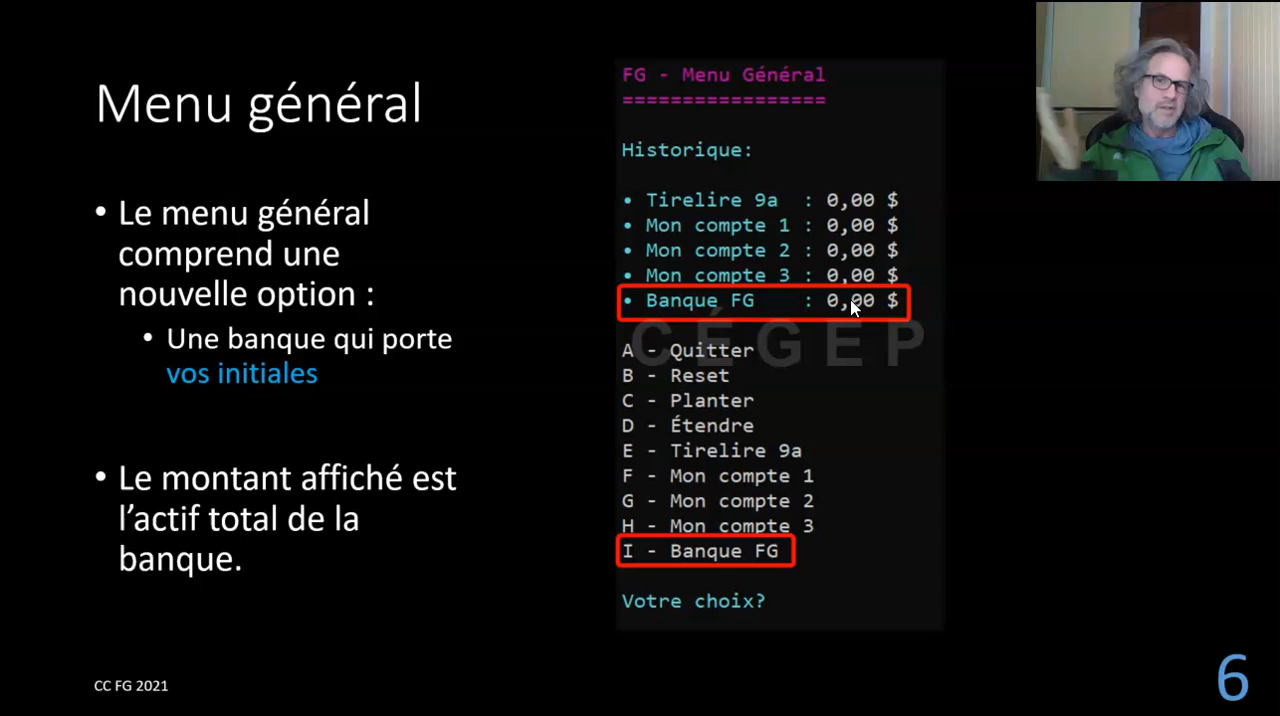 Menu général
• Le menu général
comprend une
nouvelle option :
• Une banque qui porte
vos initiales
• Le montant affiché est
l’actif total de la
banque.
FG - Menu Général
=================
Historique:
• Tirelire 9a : 0,00 $
• Mon compte 1 : 0,00 $
• Mon compte 2 : 0,00 $
• Mon compte 3 : 0,00 $
• Banque FG : 0,00 $
CÉGEP
A - Quitter
B - Reset
C - Planter
D - Étendre
E - Tirelire 9a
F - Mon compte 1
G - Mon compte 2
H - Mon compte 3
I - Banque FG
Votre choix?
CC FG 2021
6